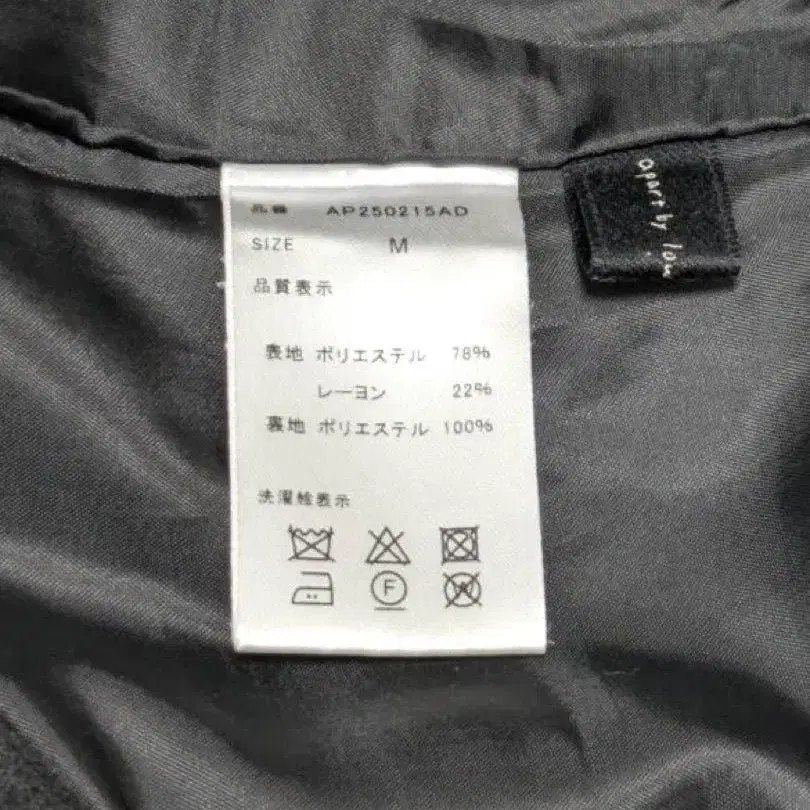 品番 AP250215AD
SIZE M
品質表示
表地 ポリエステル 78%
レーヨン 22%
裏地 ポリエステル 100%
洗濯絵表示
F
W
apart by